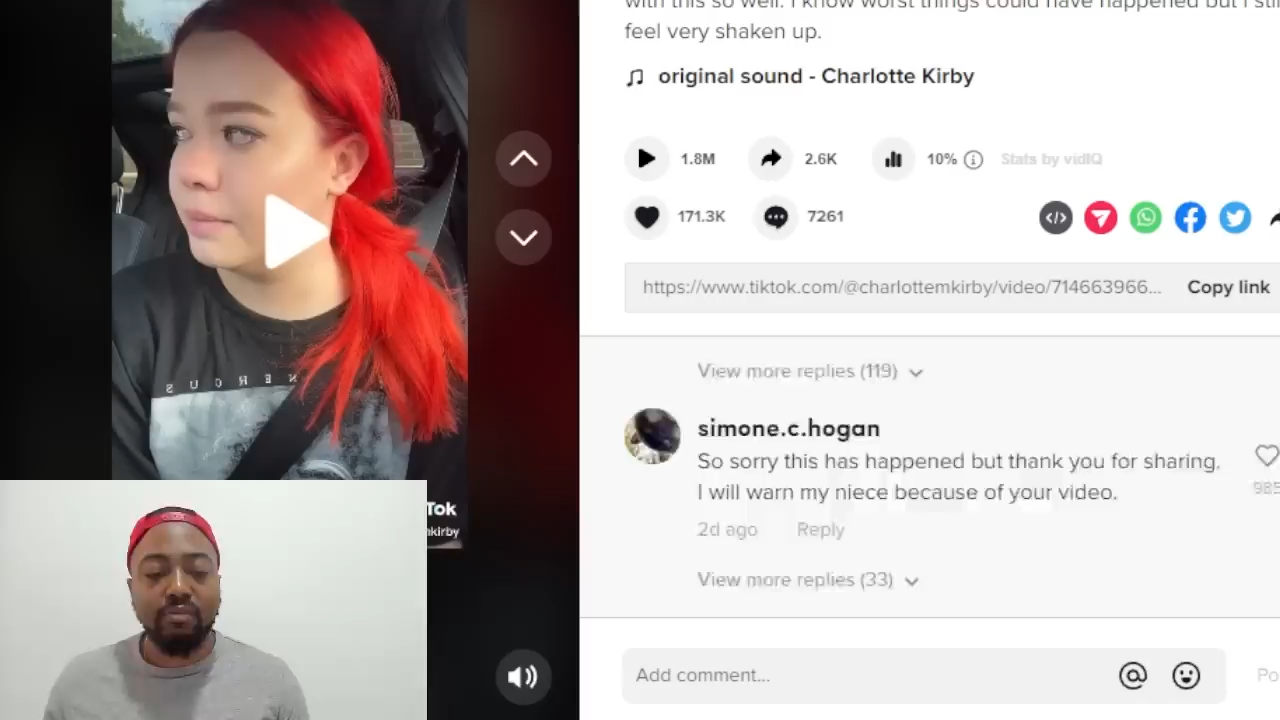 with this so well. I know worst things could have happened but I still
feel very shaken up.
original sound - Charlotte Kirby
1.8M
2.6K
10%
Stats by vidIQ
171.3K
7261
https://www.tiktok.com/@charlottemkirby/video/714663966...
Copy link
View more replies (119)
simone.c.hogan
So sorry this has happened but thank you for sharing.
I will warn my niece because of your video.
985
2d ago
Reply
View more replies (33)
Add comment...
Po
Tok
nkirby